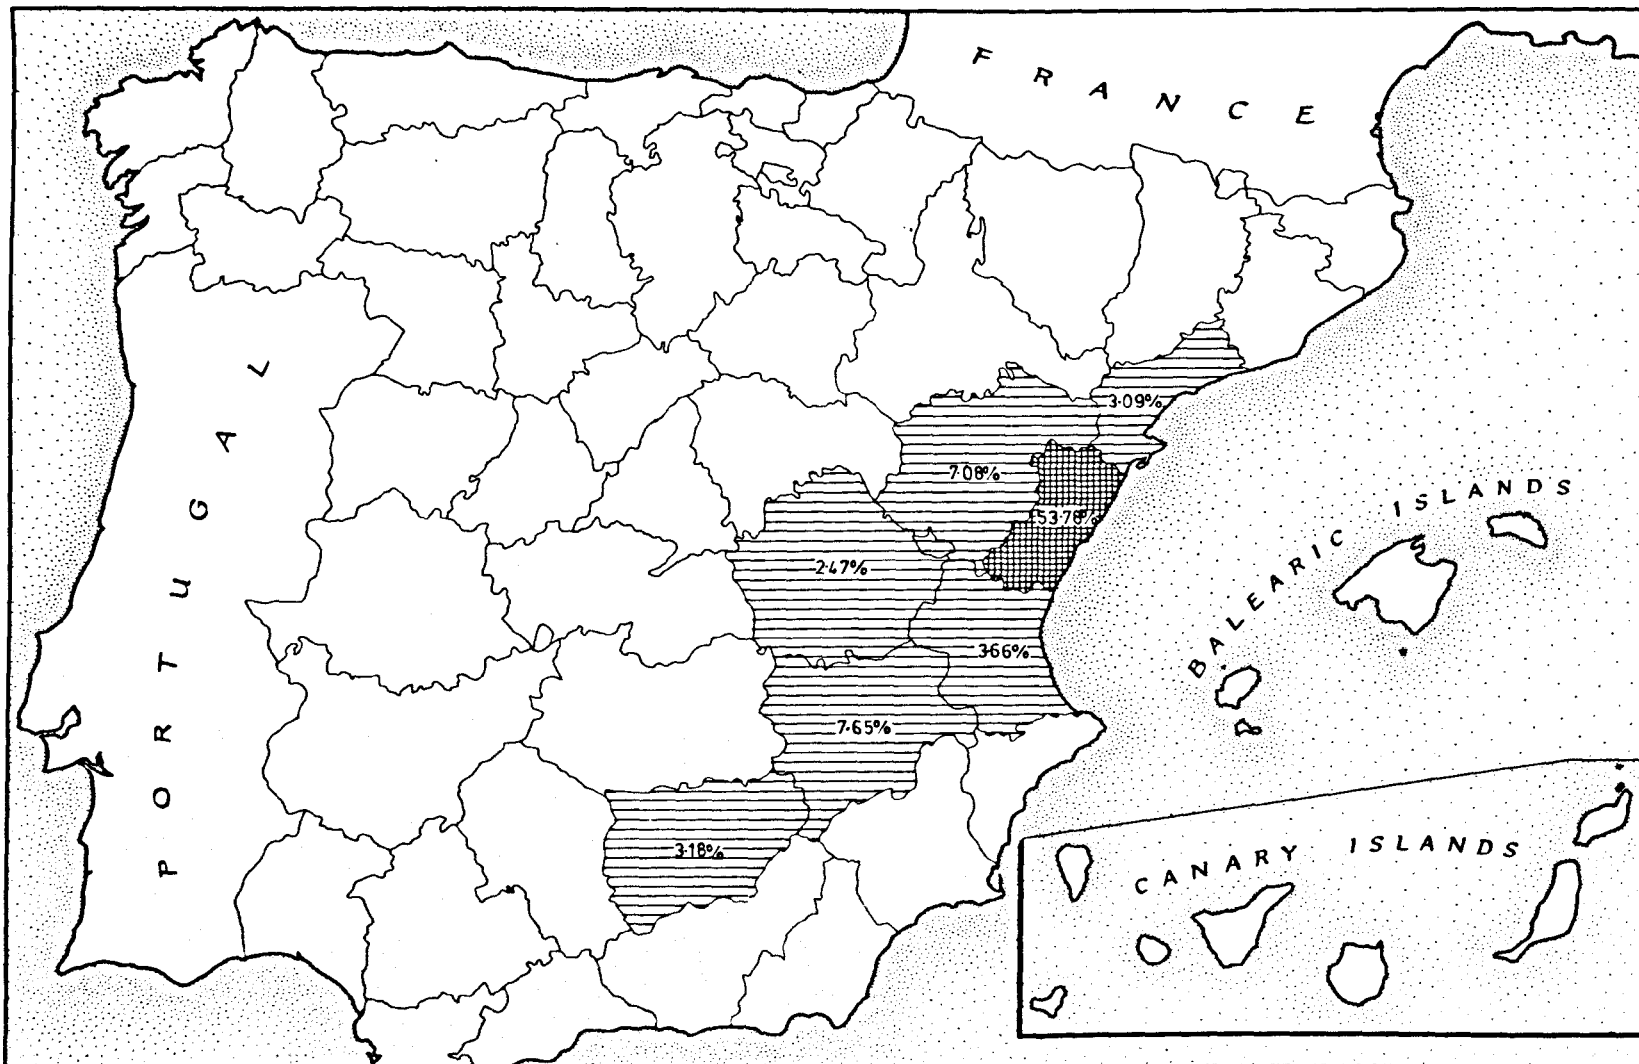 FRANCE
PORTUGAL
3·09%
7·08%
53·78%
2·47%
3·66%
7·65%
3·18%
BALEARIC ISLANDS
CANARY ISLANDS